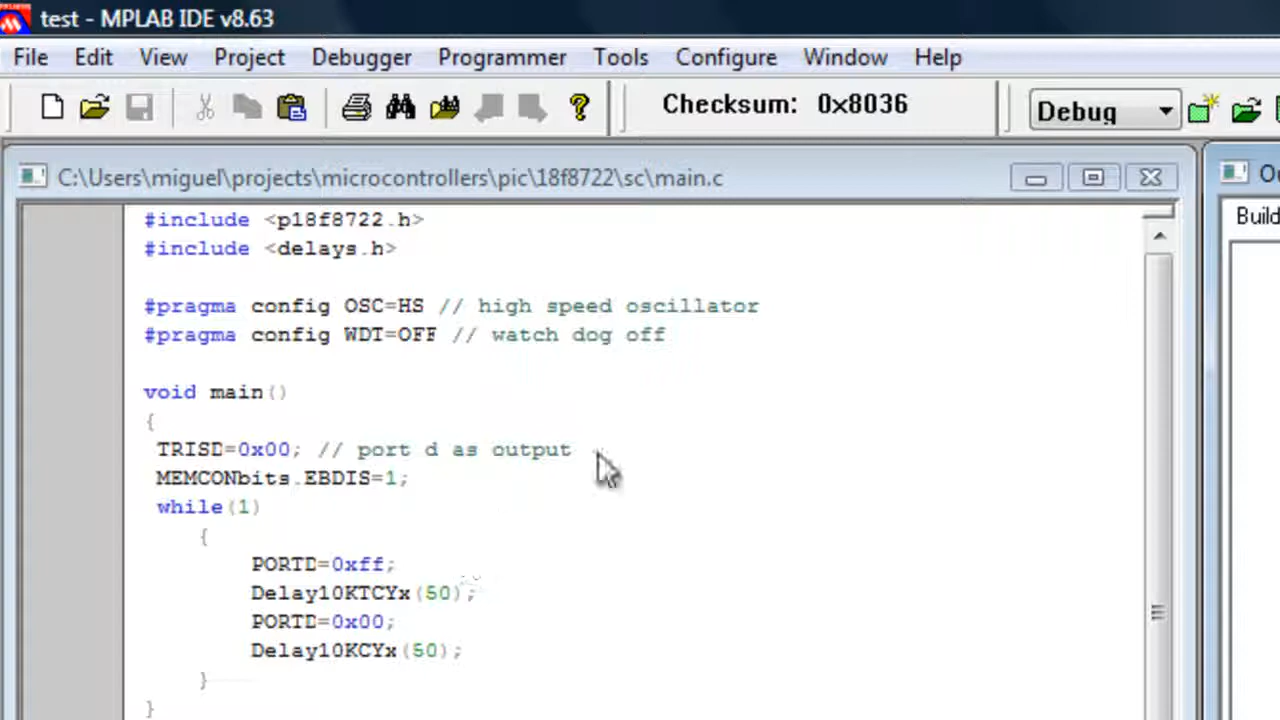 test - MPLAB IDE v8.63
File Edit View Project Debugger Programmer Tools Configure Window Help
Checksum: 0x8036
Debug
C:\Users\miguel\projects\microcontrollers\pic\18f8722\sc\main.c
Build
#include <p18f8722.h>
#include <delays.h>
#pragma config OSC=HS // high speed oscillator
#pragma config WDT=OFF // watch dog off
void main()
{
TRISD=0x00; // port d as output
MEMCONbits.EBDIS=1;
while(1)
{
PORTD=0xff;
Delay10KTCYx(50);
PORTD=0x00;
Delay10KCYx(50);
}
}